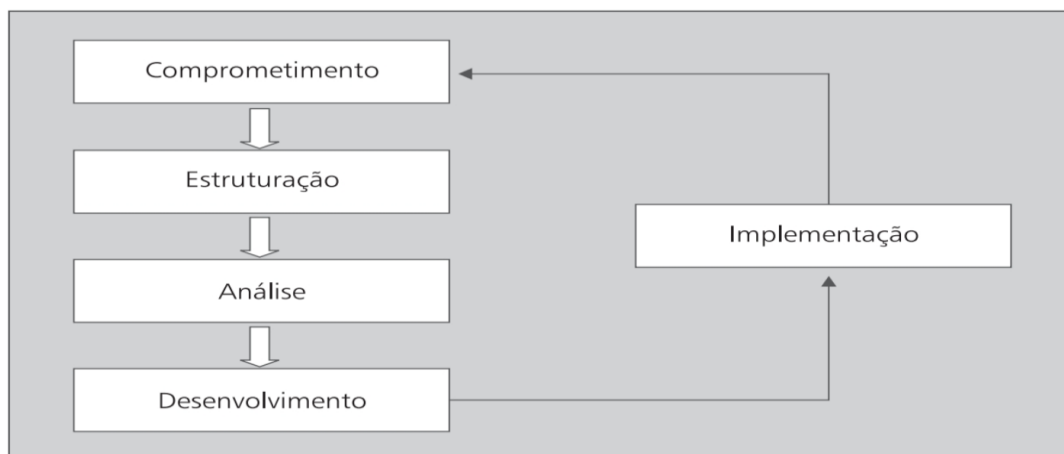 Comprometimento
Estruturação
Análise
Desenvolvimento
Implementação